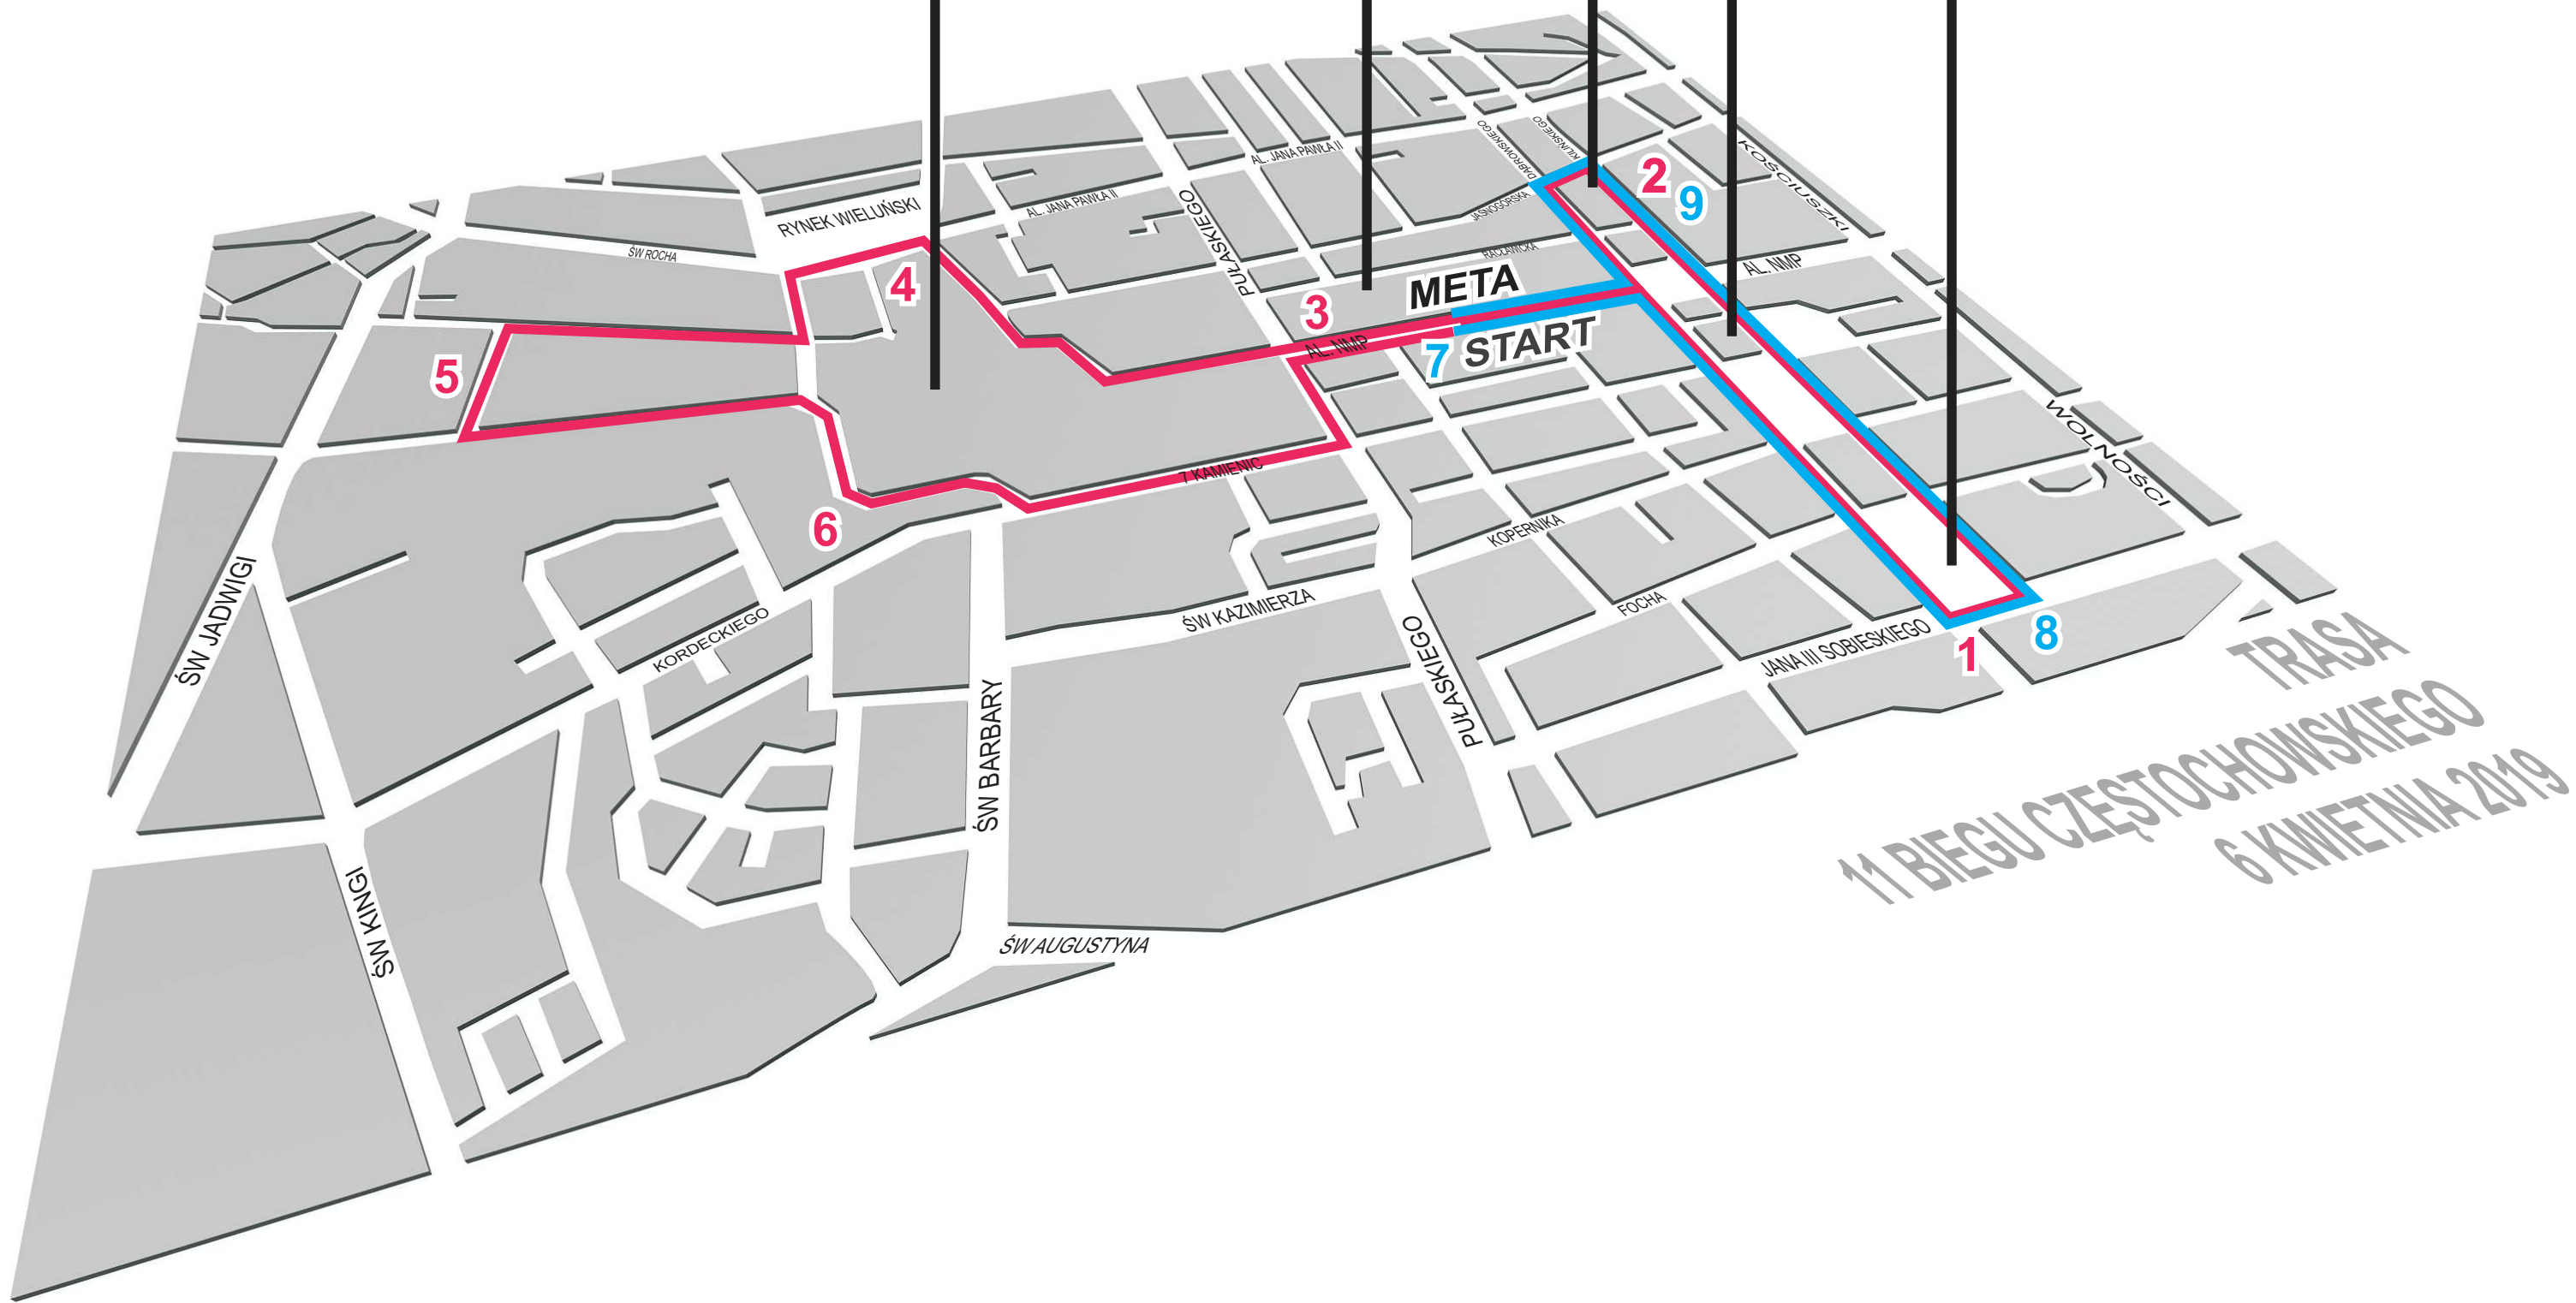 DĄBROWSKIEGO
KILIŃSKIEGO
KOŚCIUSZKI
AL. JANA PAWŁA II
2
9
RYNEK WIELUŃSKI
AL. JANA PAWŁA II
PUŁASKIEGO
JASNOGÓRSKA
RACŁAWICKA
AL. NMP
ŚW ROCHA
4
META
3
START
7
AL. NMP
5
7 KAMIENIC
WOLNOŚCI
6
KOPERNIKA
ŚW JADWIGI
ŚW KAZIMIERZA
FOCHA
KORDECKIEGO
PUŁASKIEGO
JANA III SOBIESKIEGO
1
8
ŚW BARBARY
ŚW KINGI
ŚW AUGUSTYNA
TRASA
11 BIEGU CZĘSTOCHOWSKIEGO
6 KWIETNIA 2019